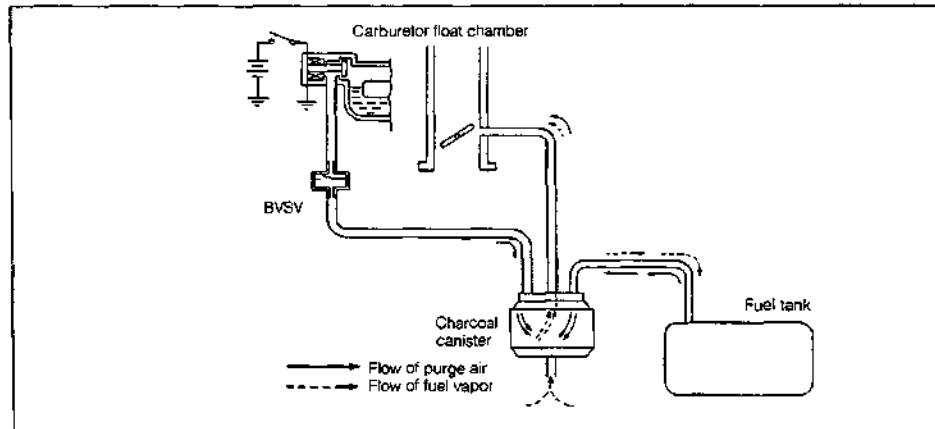 Carburetor float chamber
BVSV
Fuel tank
Charcoal
canister
Flow of purge air
Flow of fuel vapor